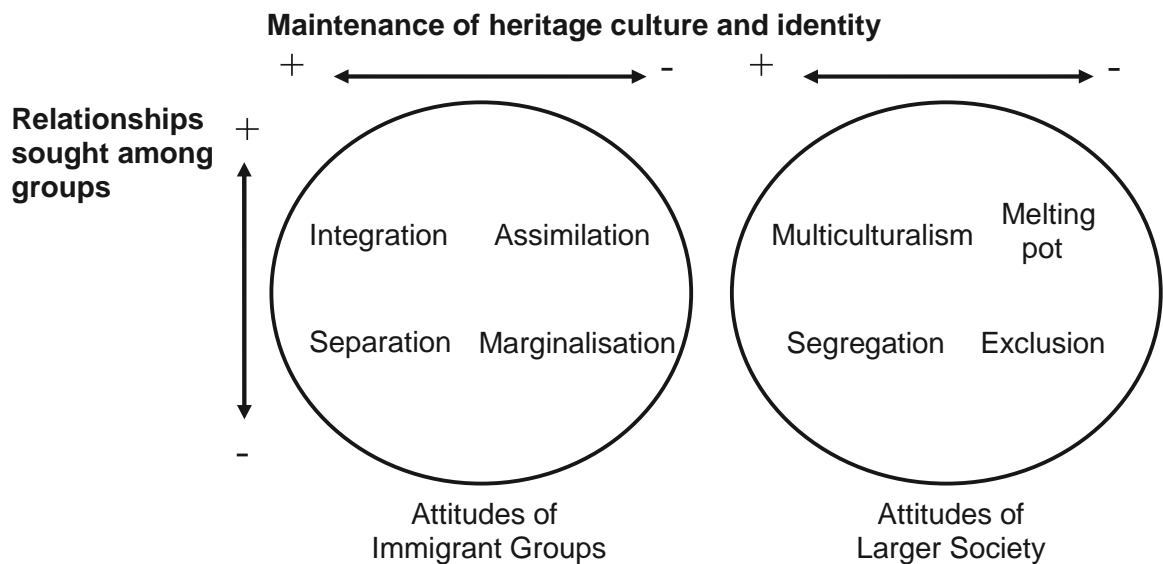 Maintenance of heritage culture and identity
+ - + -
Relationships
sought among
groups
+
-
Integration Assimilation
Separation Marginalisation
Multiculturalism
Melting
pot
Segregation Exclusion
Attitudes of
Immigrant Groups
Attitudes of
Larger Society